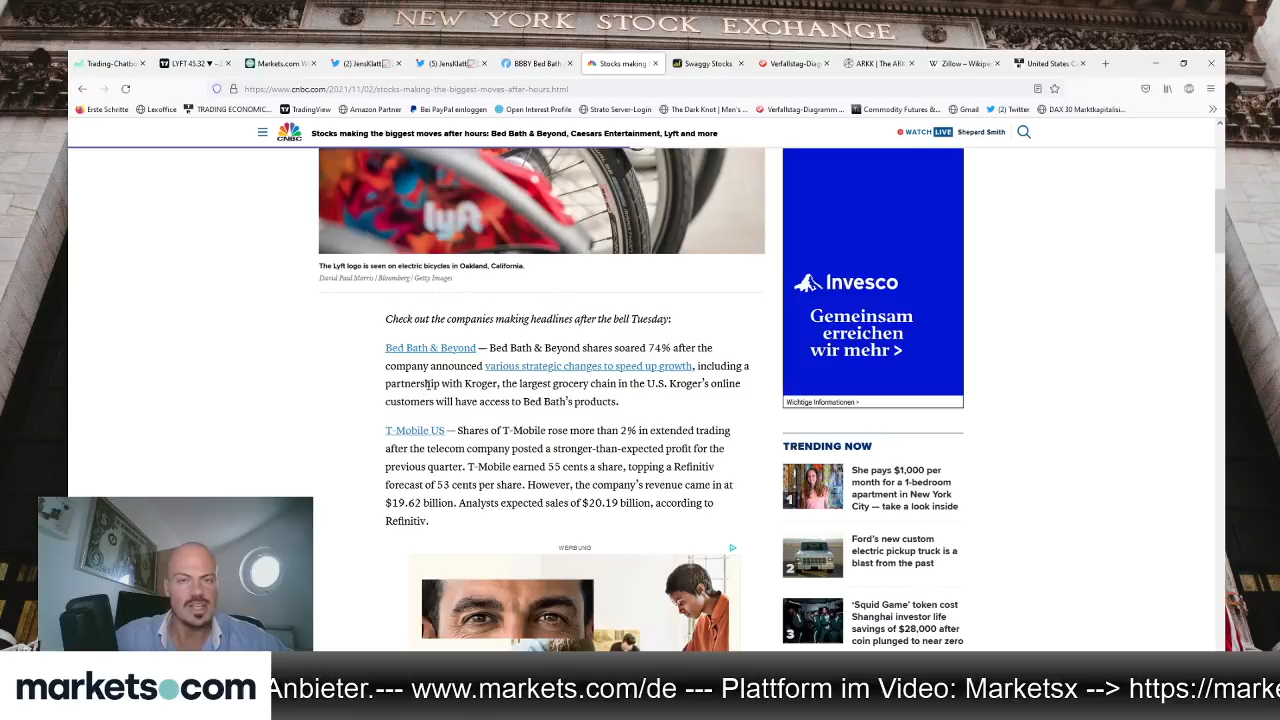 NEW YORK STOCK EXCHANGE
Trading-Chatbo
LYFT 45.32 ▼ −
Markets.com W
(2) JensKlatt
(5) JensKlatt
BBBV Bed Bath
Stocks making
Swaggy Stocks
Verfallstag-Diag
ARKK | The ARK
Zillow – Wikipe
United States C
https://www.cnbc.com/2021/11/02/stocks-making-the-biggest-moves-after-hours.html
Erste Schritte
Lexoffice
TRADING ECONOMIC...
TradingView
Amazon Partner
Bei PayPal einloggen
Open Interest Profile
Strato Server-Login
The Dark Knot | Men's ...
Verfallstag-Diagramm ...
Commodity Futures &...
Gmail
(2) Twitter
DAX 30 Marktkapitalisi...
CNBC
Stocks making the biggest moves after hours: Bed Bath & Beyond, Caesars Entertainment, Lyft and more
WATCH LIVE
Shepard Smith
lyft
The Lyft logo is seen on electric bicycles in Oakland, California.
David Paul Morris | Bloomberg | Getty Images
Check out the companies making headlines after the bell Tuesday:
Bed Bath & Beyond — Bed Bath & Beyond shares soared 74% after the
company announced various strategic changes to speed up growth, including a
partnership with Kroger, the largest grocery chain in the U.S. Kroger's online
customers will have access to Bed Bath's products.
T-Mobile US — Shares of T-Mobile rose more than 2% in extended trading
after the telecom company posted a stronger-than-expected profit for the
previous quarter. T-Mobile earned 55 cents a share, topping a Refinitiv
forecast of 53 cents per share. However, the company's revenue came in at
$19.62 billion. Analysts expected sales of $20.19 billion, according to
Refinitiv.
WERBUNG
Invesco
Gemeinsam
erreichen
wir mehr >
Wichtige Informationen >
TRENDING NOW
1
She pays $1,000 per
month for a 1-bedroom
apartment in New York
City — take a look inside
2
Ford's new custom
electric pickup truck is a
blast from the past
3
'Squid Game' token cost
Shanghai investor life
savings of $28,000 after
coin plunged to near zero
markets.com
Anbieter.--- www.markets.com/de --- Plattform im Video: Marketsx --> https://marke